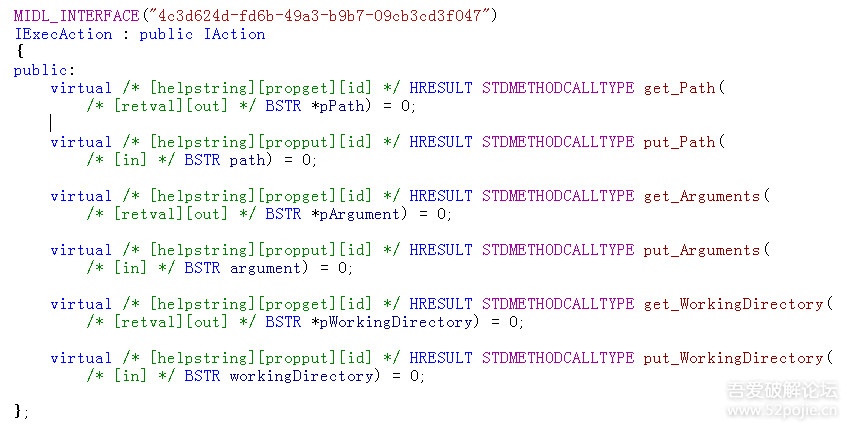 MIDL_INTERFACE("4c3d624d-fd6b-49a3-b9b7-09cb3cd3f047")
IExecAction : public IAction
{
public:
    virtual /* [helpstring][propget][id] */ HRESULT STDMETHODCALLTYPE get_Path(
        /* [retval][out] */ BSTR *pPath) = 0;
    virtual /* [helpstring][propput][id] */ HRESULT STDMETHODCALLTYPE put_Path(
        /* [in] */ BSTR path) = 0;
    virtual /* [helpstring][propget][id] */ HRESULT STDMETHODCALLTYPE get_Arguments(
        /* [retval][out] */ BSTR *pArgument) = 0;
    virtual /* [helpstring][propput][id] */ HRESULT STDMETHODCALLTYPE put_Arguments(
        /* [in] */ BSTR argument) = 0;
    virtual /* [helpstring][propget][id] */ HRESULT STDMETHODCALLTYPE get_WorkingDirectory(
        /* [retval][out] */ BSTR *pWorkingDirectory) = 0;
    virtual /* [helpstring][propput][id] */ HRESULT STDMETHODCALLTYPE put_WorkingDirectory(
        /* [in] */ BSTR workingDirectory) = 0;
};
吾爱破解论坛
www.52pojie.cn